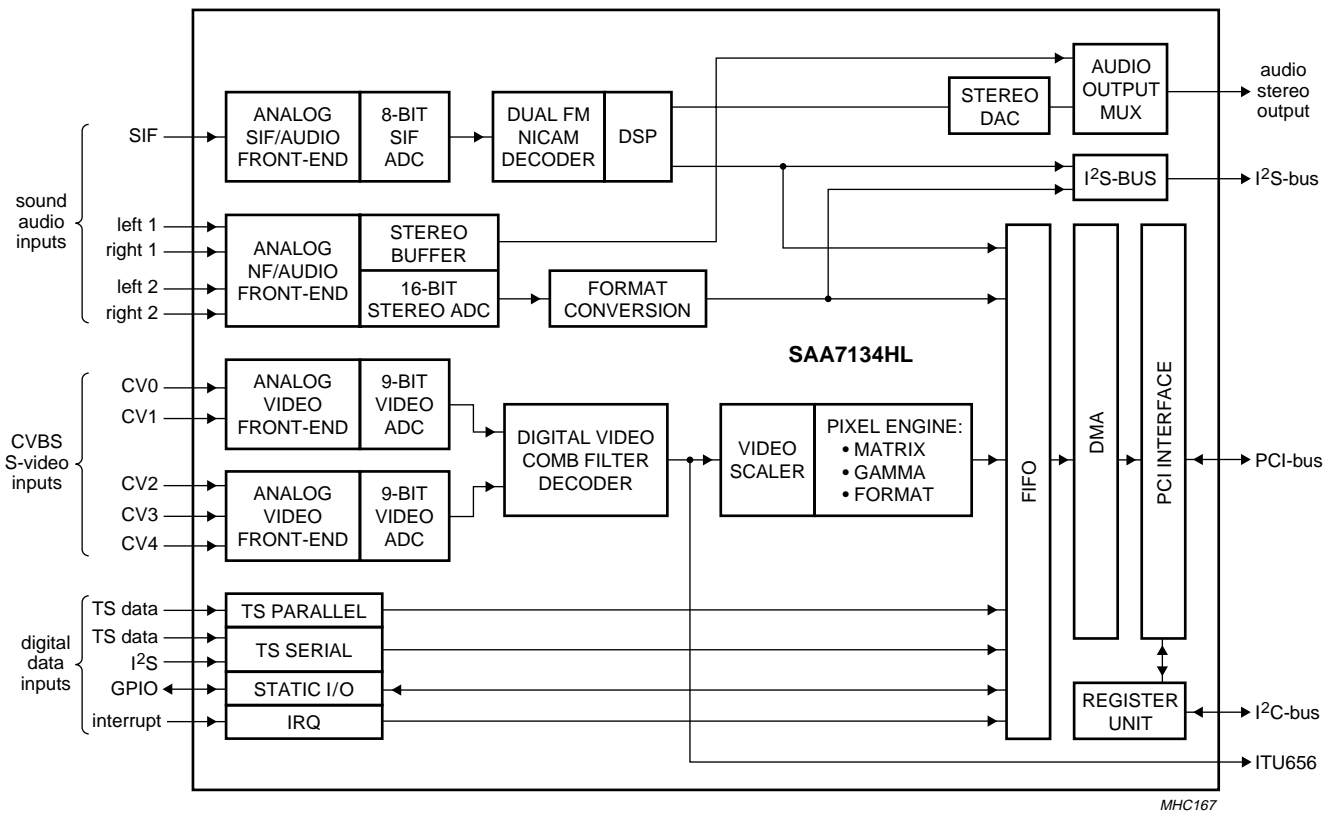 sound
audio
inputs
SIF
left 1
right 1
left 2
right 2
ANALOG
SIF/AUDIO
FRONT-END
8-BIT
SIF
ADC
DUAL FM
NICAM
DECODER
DSP
STEREO
DAC
AUDIO
OUTPUT
MUX
audio
stereo
output
I2S-BUS
I2S-bus
ANALOG
NF/AUDIO
FRONT-END
STEREO
BUFFER
16-BIT
STEREO ADC
FORMAT
CONVERSION
SAA7134HL
CVBS
S-video
inputs
CV0
CV1
CV2
CV3
CV4
ANALOG
VIDEO
FRONT-END
9-BIT
VIDEO
ADC
ANALOG
VIDEO
FRONT-END
9-BIT
VIDEO
ADC
DIGITAL VIDEO
COMB FILTER
DECODER
VIDEO
SCALER
PIXEL ENGINE:
• MATRIX
• GAMMA
• FORMAT
FIFO
DMA
PCI INTERFACE
PCI-bus
digital
data
inputs
TS data
TS data
I2S
GPIO
interrupt
TS PARALLEL
TS SERIAL
STATIC I/O
IRQ
REGISTER
UNIT
I2C-bus
ITU656
MHC167